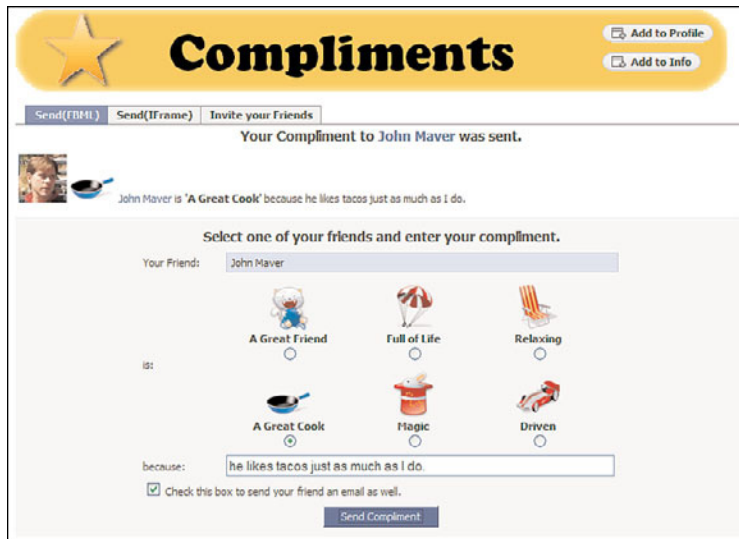 Compliments
Add to Profile
Add to Info
Send(FBML) Send(IFrame) Invite your Friends
Your Compliment to John Maver was sent.
John Maver is 'A Great Cook' because he likes tacos just as much as I do.
Select one of your friends and enter your compliment.
Your Friend: John Maver
A Great Friend Full of Life Relaxing
is:
A Great Cook Magic Driven
because: he likes tacos just as much as I do.
Check this box to send your friend an email as well.
Send Compliment